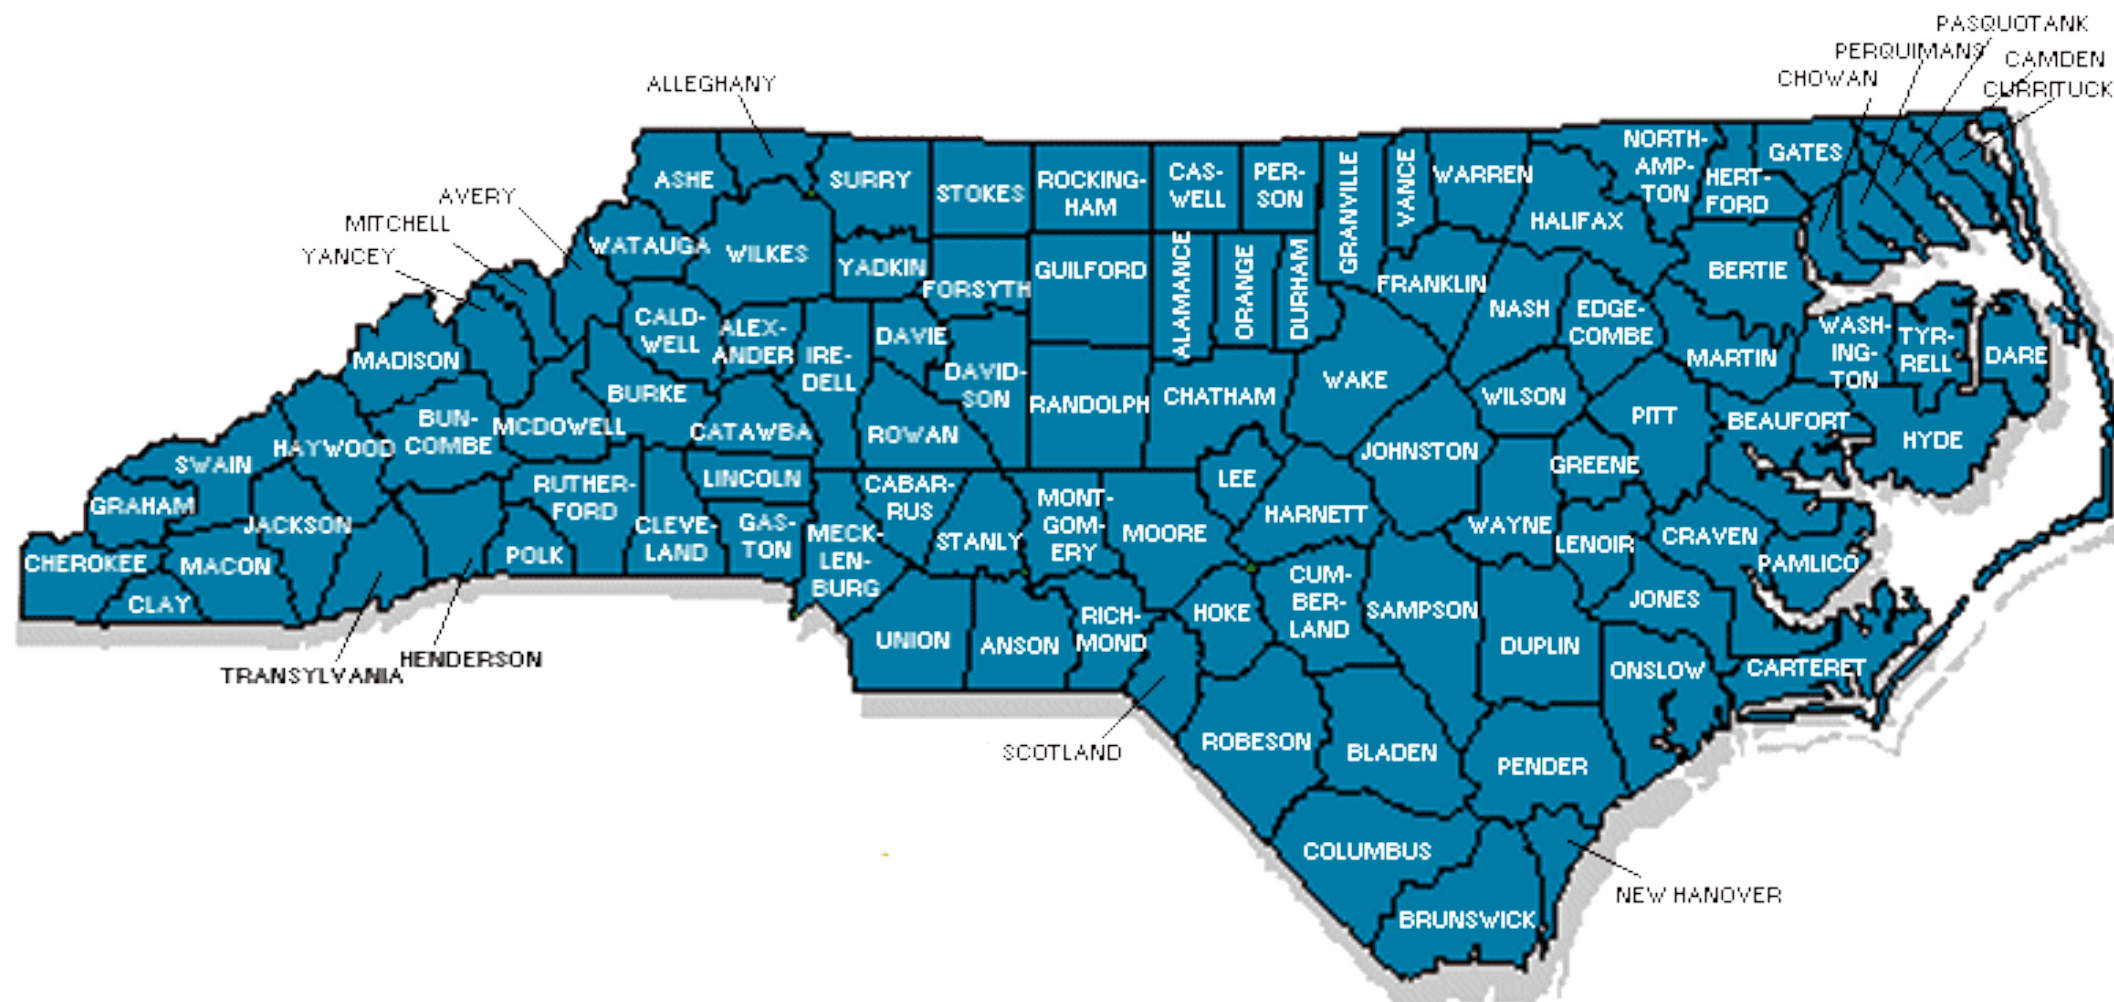 PASQUOTANK
PERQUIMANS
CAMDEN
CHOWAN
CURRITUCK
ALLEGHANY
AVERY
MITCHELL
YANCEY
ASHE
SURRY
STOKES
ROCKING-
HAM
CAS-
WELL
PER-
SON
GRANVILLE
VANCE
WARREN
HALIFAX
NORTH-
AMP-
TON
HERT-
FORD
GATES
WATAUGA
WILKES
YADKIN
FORSYTH
GUILFORD
ALAMANCE
ORANGE
DURHAM
FRANKLIN
NASH
EDGE-
COMBE
BERTIE
MADISON
CALD-
WELL
ALEX-
ANDER
IRE-
DELL
DAVIE
DAVID-
SON
RANDOLPH
CHATHAM
WAKE
WILSON
MARTIN
WASH-
ING-
TON
TYR-
RELL
DARE
SWAIN
HAYWOOD
BUN-
COMBE
MCDOWELL
BURKE
CATAWBA
ROWAN
JOHNSTON
PITT
BEAUFORT
HYDE
GRAHAM
JACKSON
RUTHER-
FORD
CLEVE-
LAND
LINCOLN
GAS-
TON
CABAR-
RUS
STANLY
MONT-
GOM-
ERY
MOORE
LEE
HARNETT
WAYNE
GREENE
LENOIR
CRAVEN
PAMLICO
CHEROKEE
CLAY
MACON
POLK
MECK-
LEN-
BURG
UNION
ANSON
RICH-
MOND
HOKE
CUM-
BER-
LAND
SAMPSON
DUPLIN
JONES
ONSLOW
CARTERET
TRANSYLVANIA
HENDERSON
SCOTLAND
ROBESON
BLADEN
PENDER
COLUMBUS
BRUNSWICK
NEW HANOVER